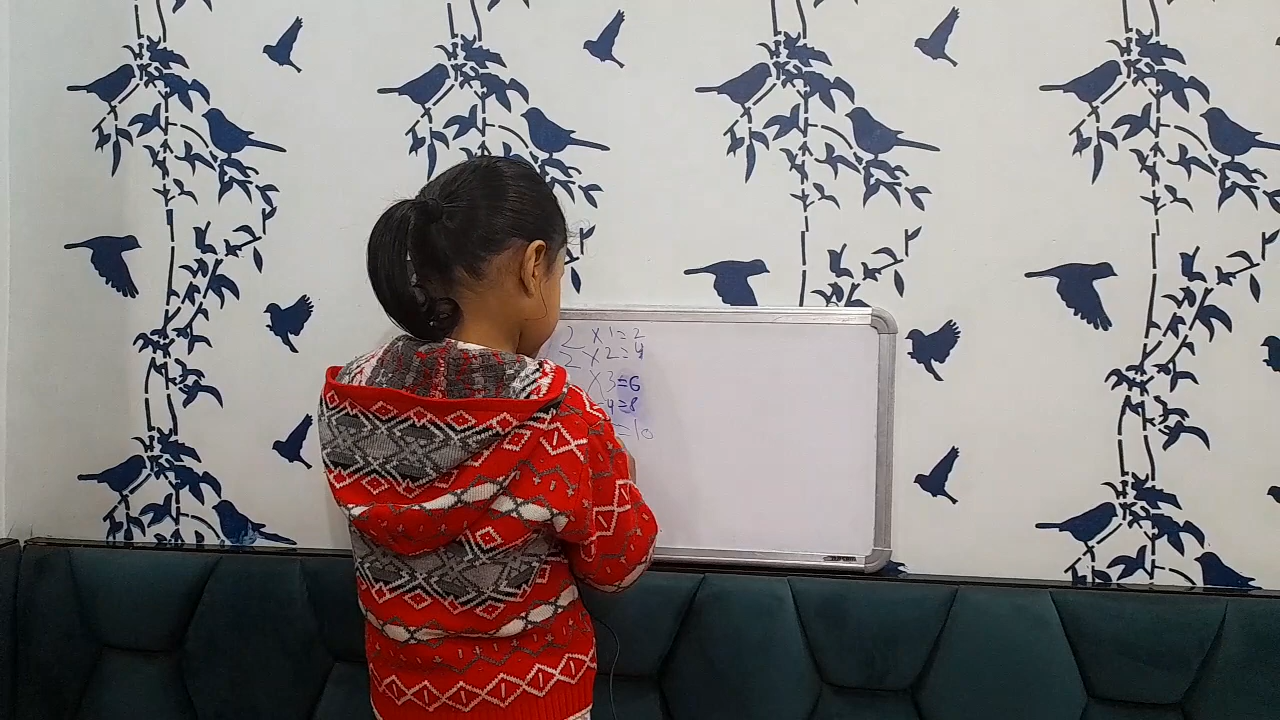 2 x 1 = 2
2 x 2 = 4
x 3 = 6
4 = 8
= 10